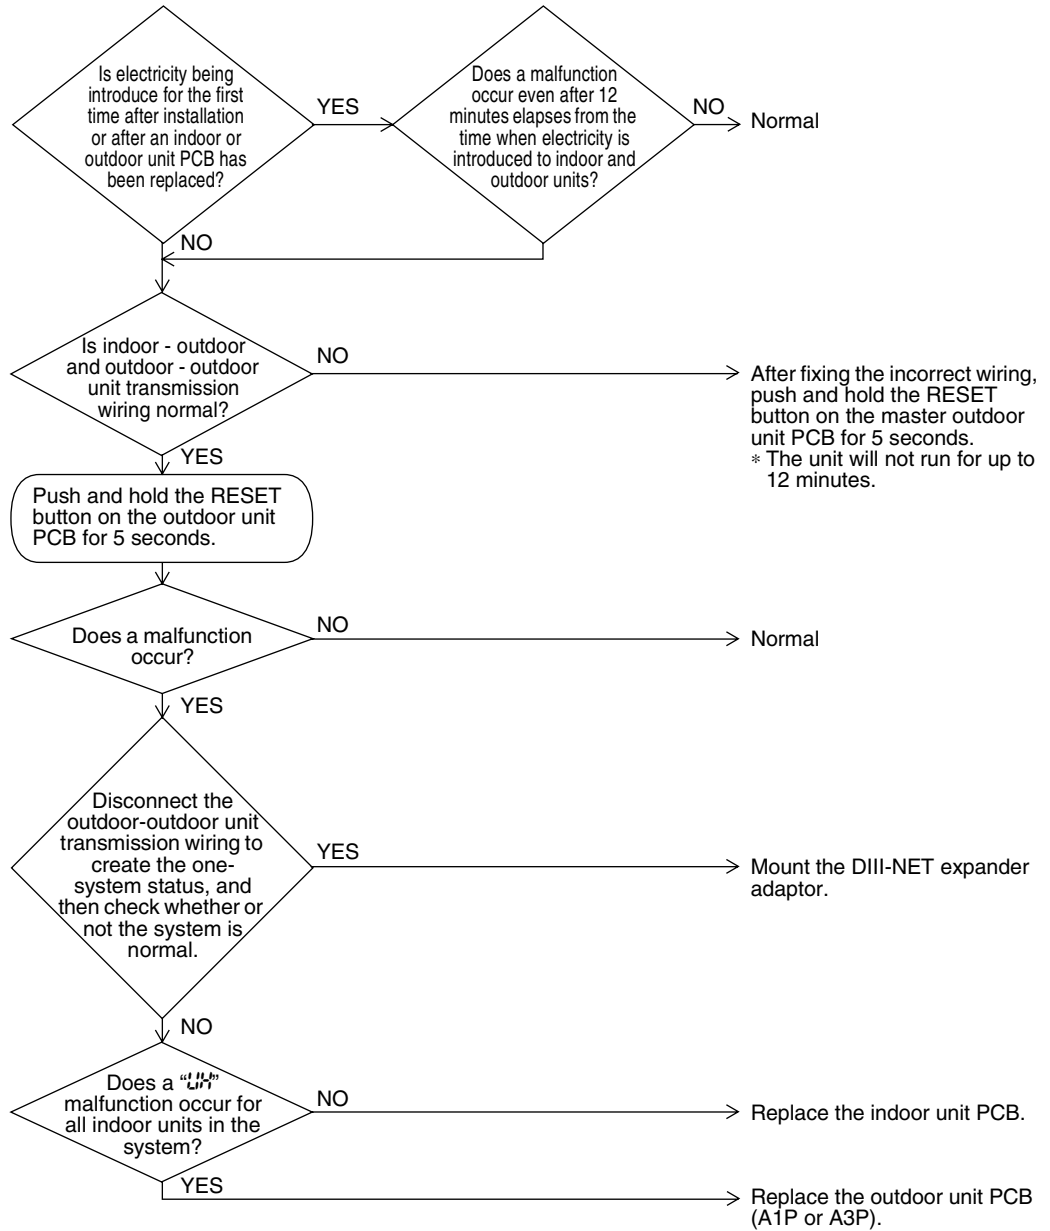 Is electricity being
introduce for the first
time after installation
or after an indoor or
outdoor unit PCB has
been replaced?
YES
Does a malfunction
occur even after 12
minutes elapses from the
time when electricity is
introduced to indoor and
outdoor units?
NO
Normal
NO
Is indoor - outdoor
and outdoor - outdoor
unit transmission
wiring normal?
NO
After fixing the incorrect wiring,
push and hold the RESET
button on the master outdoor
unit PCB for 5 seconds.
* The unit will not run for up to
12 minutes.
YES
Push and hold the RESET
button on the outdoor unit
PCB for 5 seconds.
Does a malfunction
occur?
NO
Normal
YES
Disconnect the
outdoor-outdoor unit
transmission wiring to
create the one-
system status, and
then check whether or
not the system is
normal.
YES
Mount the DIII-NET expander
adaptor.
NO
Does a “UH”
malfunction occur for
all indoor units in the
system?
NO
Replace the indoor unit PCB.
YES
Replace the outdoor unit PCB
(A1P or A3P).